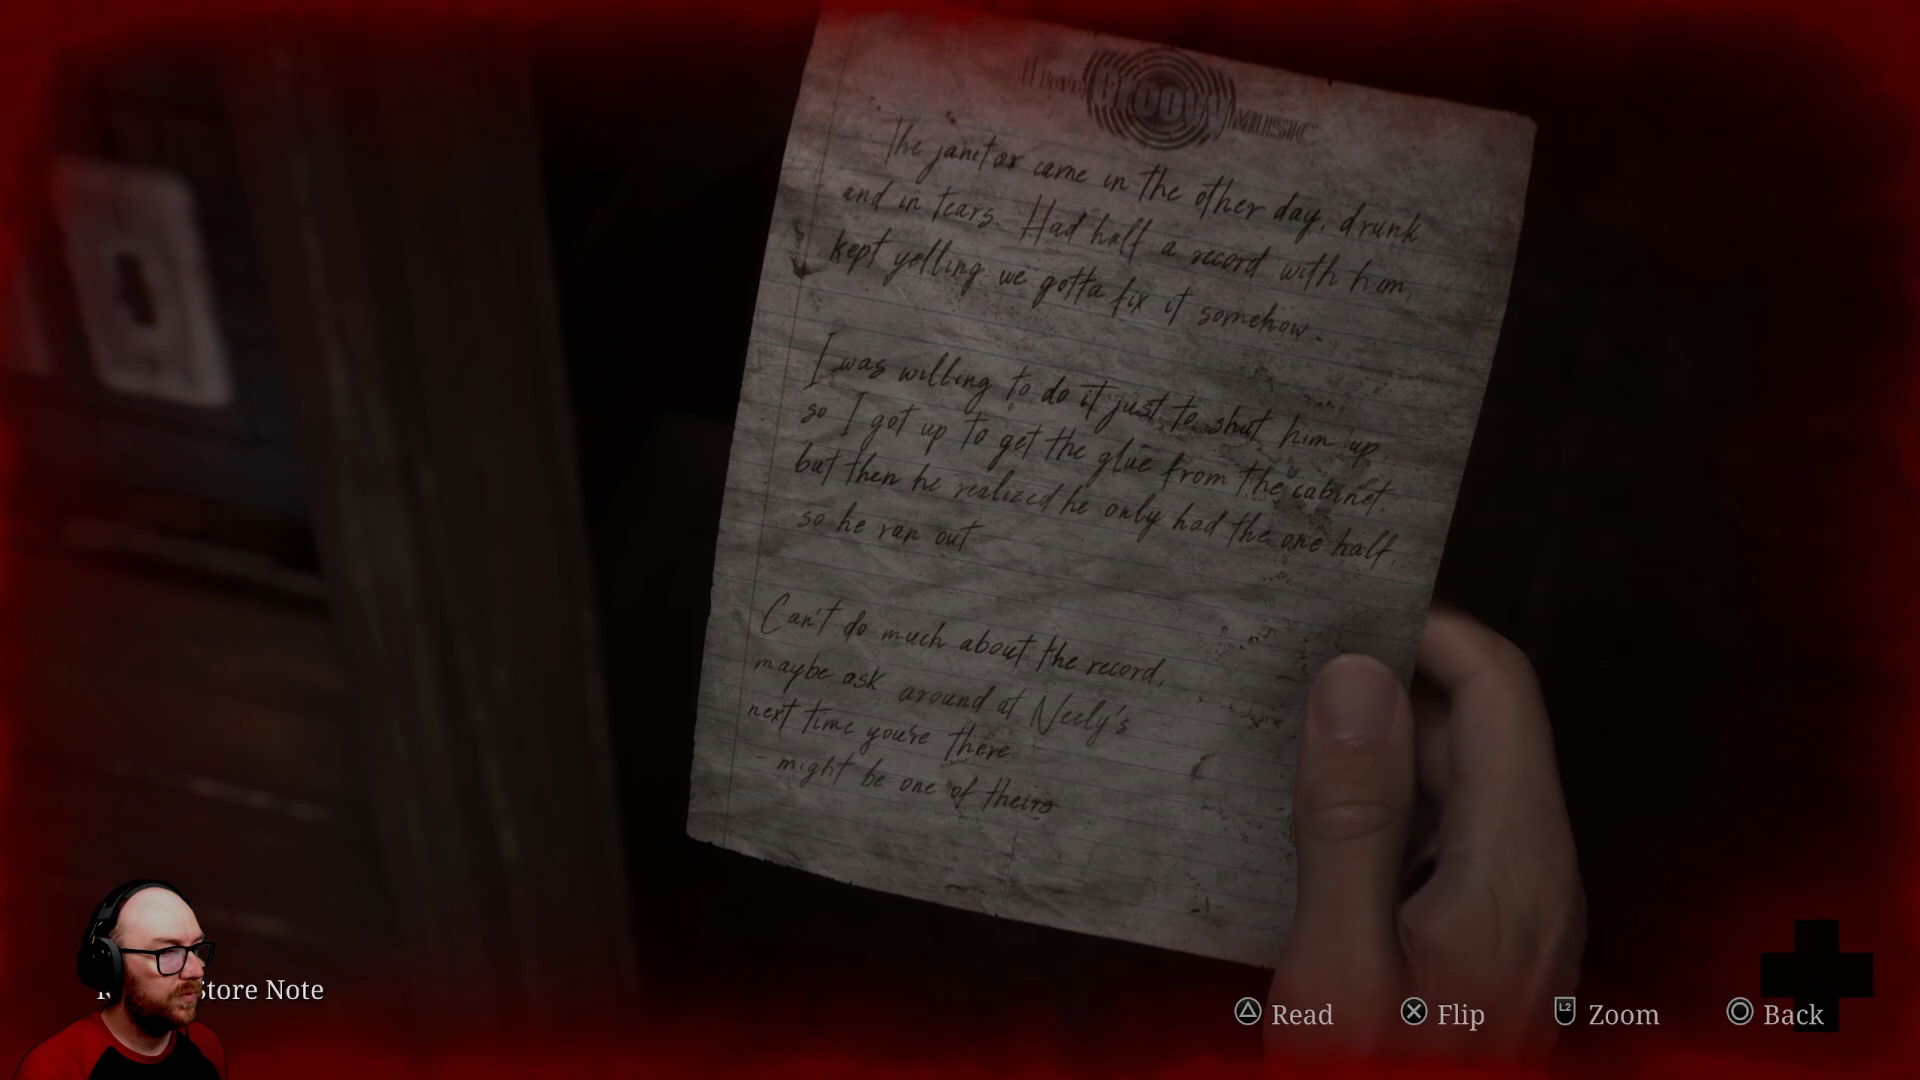 GROOVY MUSIC
The janitor came in the other day, drunk
and in tears. Had half a record with him,
kept yelling we gotta fix it somehow.
I was willing to do it just to shut him up,
so I got up to get the glue from the cabinet,
but then he realized he only had the one half,
so he ran out
Can't do much about the record,
maybe ask around at Neely's
next time you're there
- might be one of theirs
Store Note
Read
Flip
L2 Zoom
Back